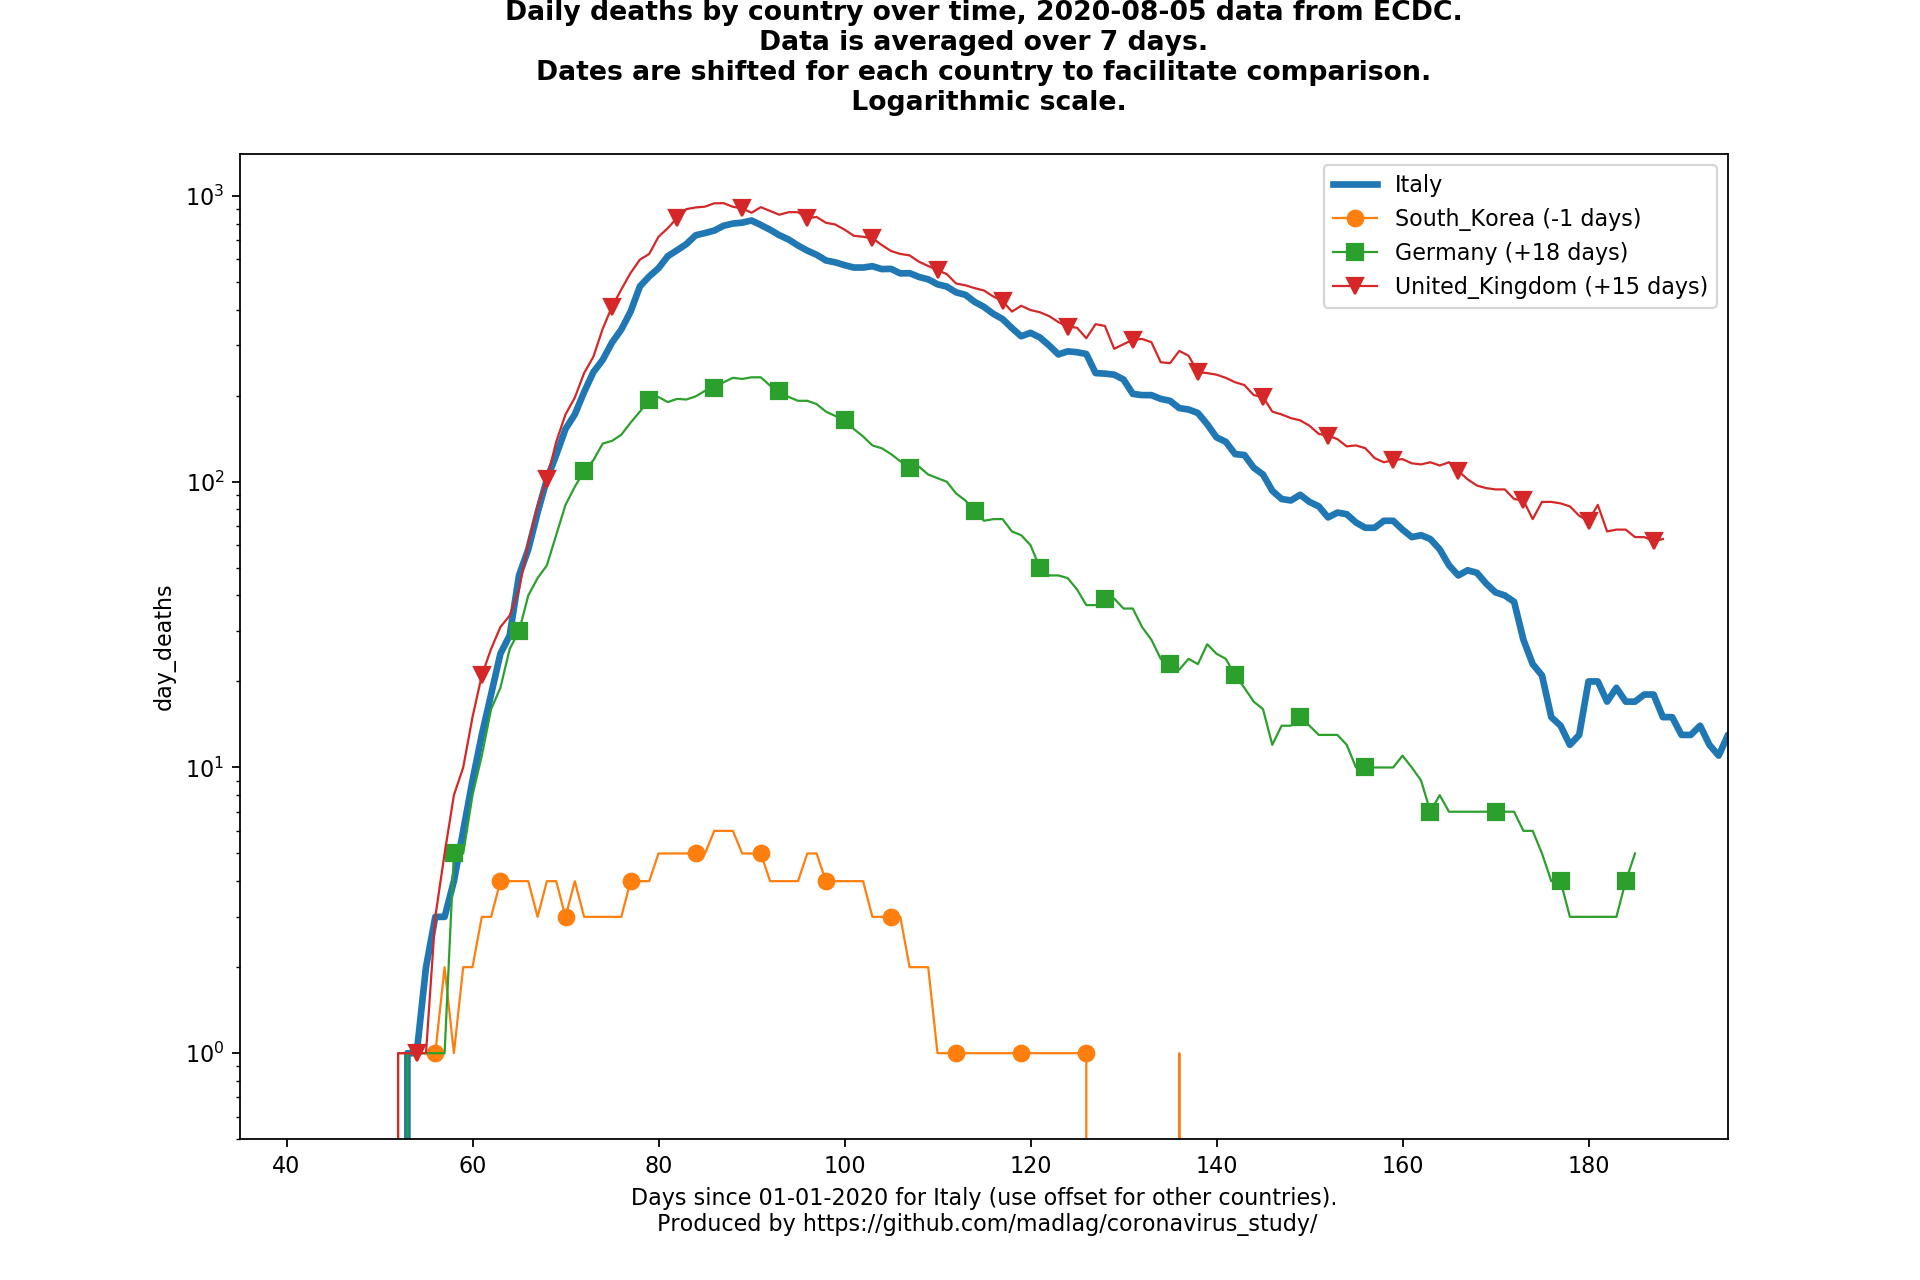 Daily deaths by country over time, 2020-08-05 data from ECDC.
Data is averaged over 7 days.
Dates are shifted for each country to facilitate comparison.
Logarithmic scale.
Italy
South_Korea (-1 days)
Germany (+18 days)
United_Kingdom (+15 days)
10³
10²
10¹
10⁰
day_deaths
40 60 80 100 120 140 160 180
Days since 01-01-2020 for Italy (use offset for other countries).
Produced by https://github.com/madlag/coronavirus_study/